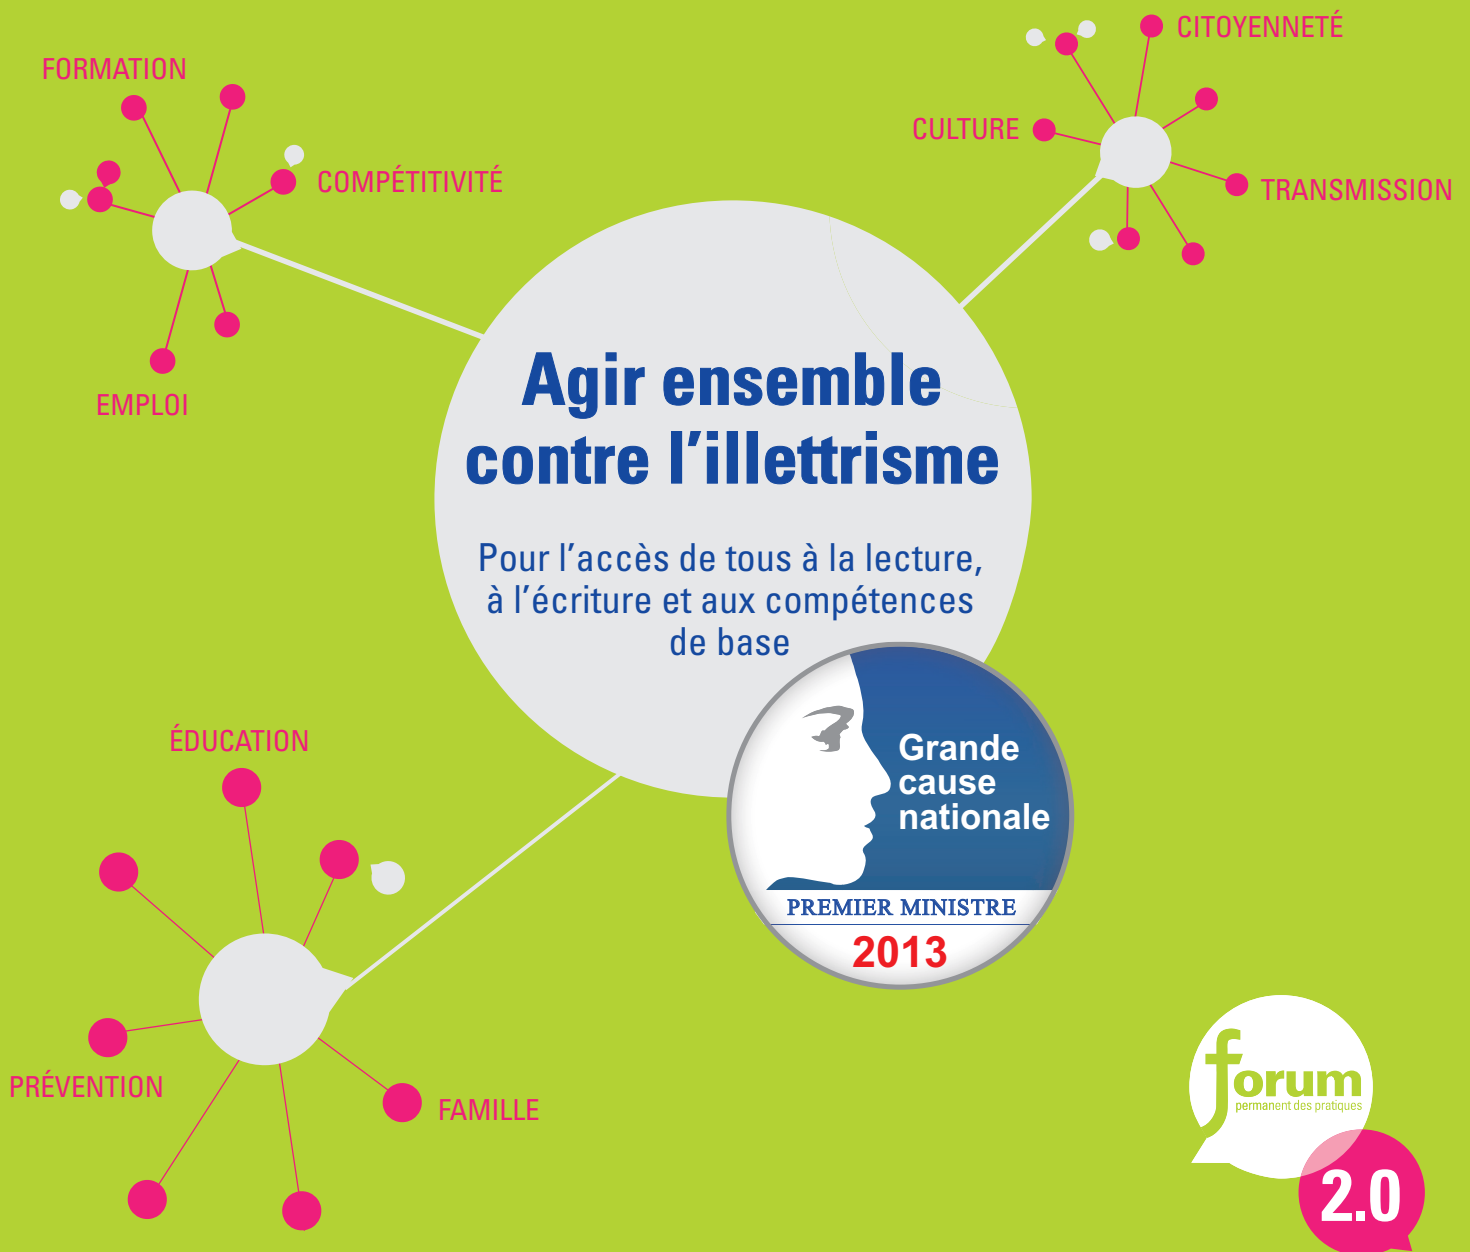 FORMATION
COMPÉTITIVITÉ
EMPLOI
CITOYENNETÉ
CULTURE
TRANSMISSION
Agir ensemble
contre l’illettrisme
Pour l’accès de tous à la lecture,
à l’écriture et aux compétences
de base
Grande
cause
nationale
PREMIER MINISTRE
2013
ÉDUCATION
PRÉVENTION
FAMILLE
forum
permanent des pratiques
2.0